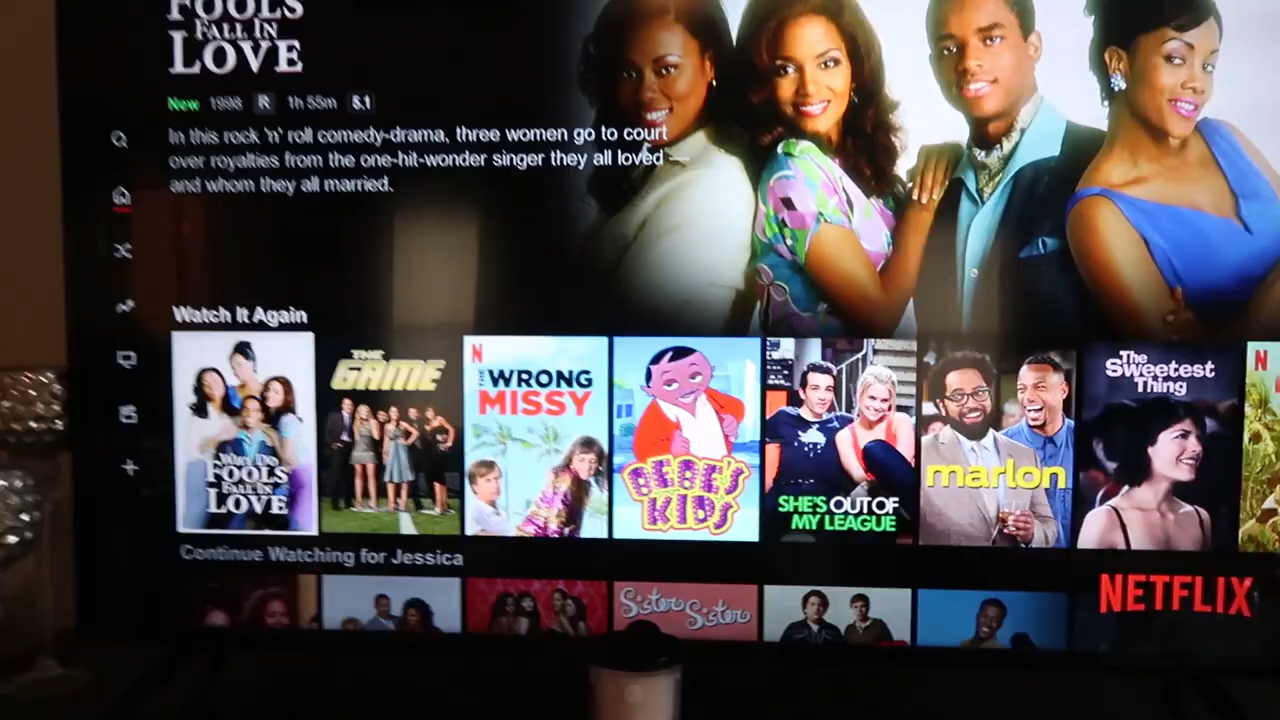 FOOLS
FALL IN
LOVE
New 1998 R 1h 55m 5.1
In this rock 'n' roll comedy-drama, three women go to court
over royalties from the one-hit-wonder singer they all loved —
and whom they all married.
Watch It Again
WHY DO
FOOLS
FALL IN
LOVE
THE
GAME
N
THE WRONG
MISSY
BEBE'S
KIDS
SHE'S OUT OF
MY LEAGUE
marlon
The
Sweetest
Thing
N
Continue Watching for Jessica
Sister Sister
NETFLIX